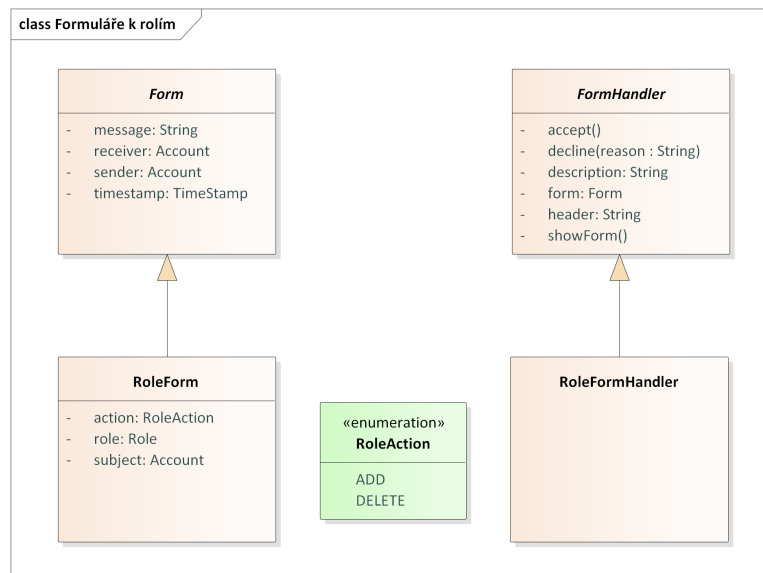 class Formuláře k rolím
Form
- message: String
- receiver: Account
- sender: Account
- timestamp: TimeStamp
FormHandler
- accept()
- decline(reason : String)
- description: String
- form: Form
- header: String
- showForm()
RoleForm
- action: RoleAction
- role: Role
- subject: Account
«enumeration»
RoleAction
ADD
DELETE
RoleFormHandler